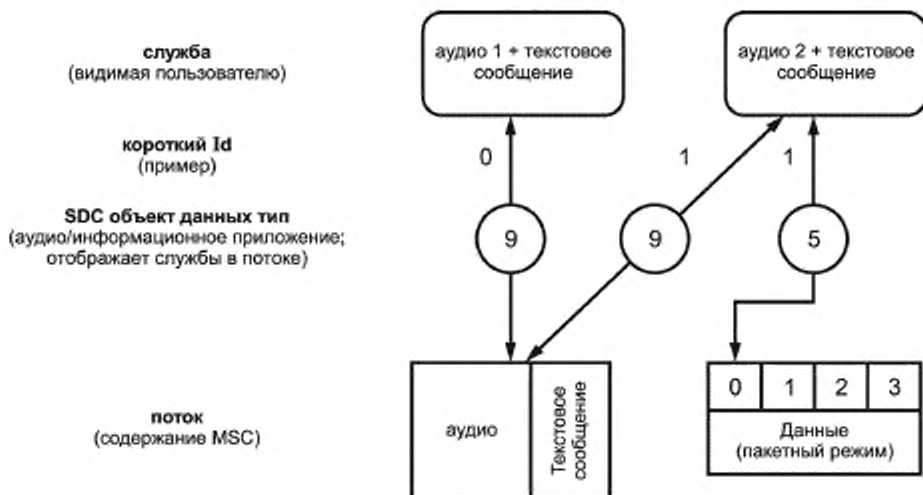 служба
(видимая пользователю)
аудио 1 + текстовое
сообщение
аудио 2 + текстовое
сообщение
короткий Id
(пример)
0
1
1
SDC объект данных тип
(аудио/информационное приложение;
отображает службы в потоке)
9
9
5
поток
(содержание MSC)
аудио
Текстовое
сообщение
0
1
2
3
Данные
(пакетный режим)